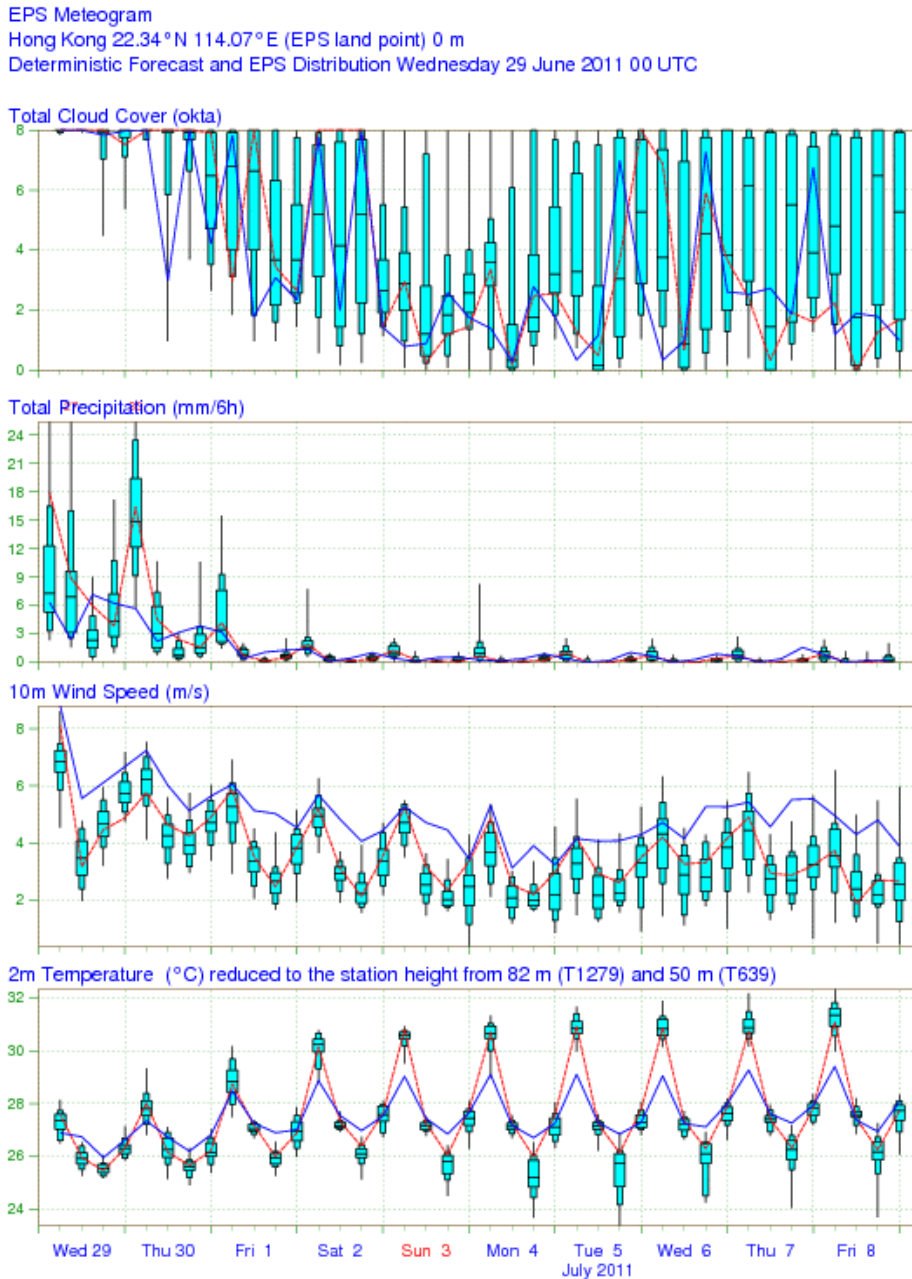 EPS Meteogram
Hong Kong 22.34°N 114.07°E (EPS land point) 0 m
Deterministic Forecast and EPS Distribution Wednesday 29 June 2011 00 UTC
Total Cloud Cover (okta)
8
6
4
2
0
Total Precipitation (mm/6h)
24
21
18
15
12
9
6
3
0
10m Wind Speed (m/s)
8
6
4
2
2m Temperature (°C) reduced to the station height from 82 m (T1279) and 50 m (T639)
32
30
28
26
24
Wed 29 Thu 30 Fri 1 Sat 2 Sun 3 Mon 4 Tue 5 Wed 6 Thu 7 Fri 8
July 2011